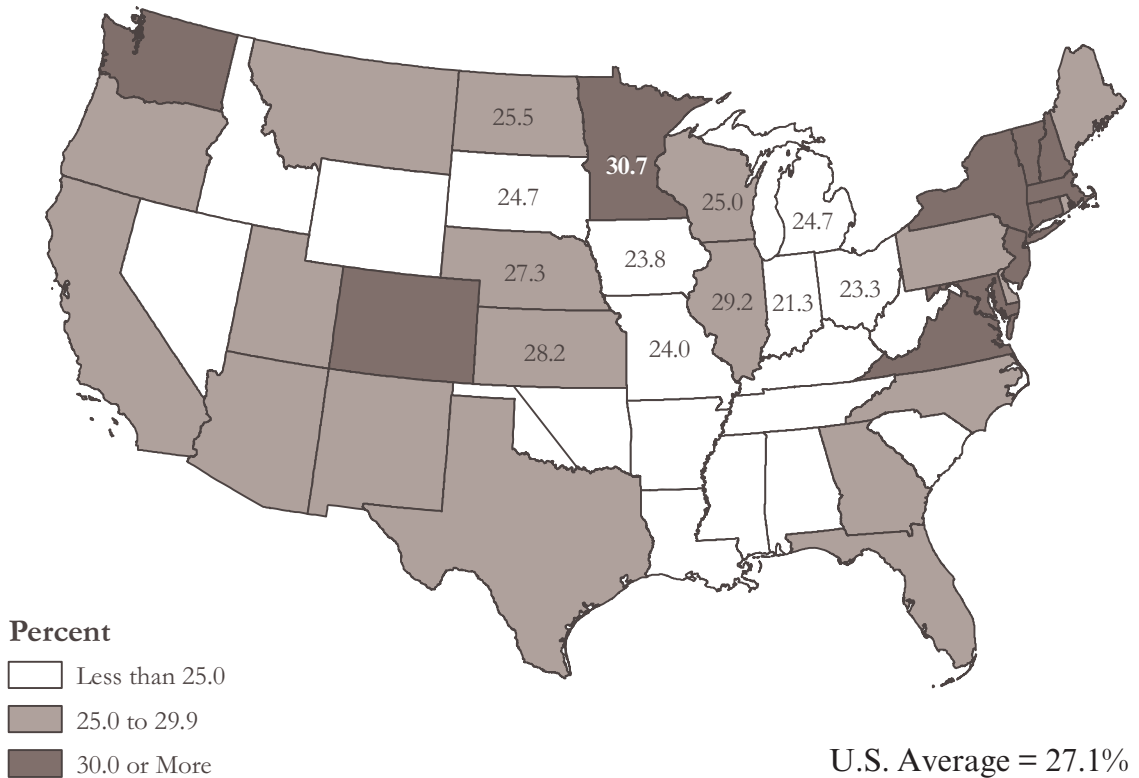 25.5
30.7
24.7
25.0
24.7
23.8
27.3
29.2
21.3
23.3
24.0
28.2
Percent
Less than 25.0
25.0 to 29.9
30.0 or More
U.S. Average = 27.1%